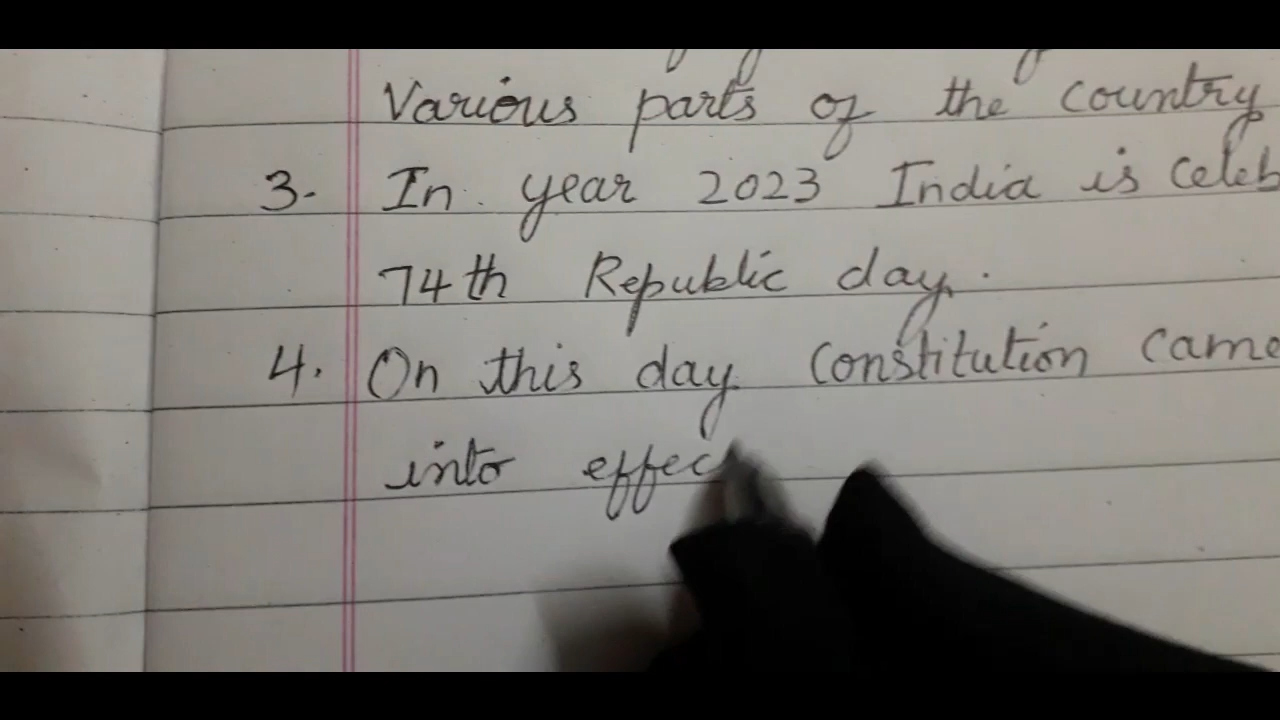 Various parts of the country
3. In year 2023 India is celeb
74th Republic day.
4. On this day constitution came
into effec